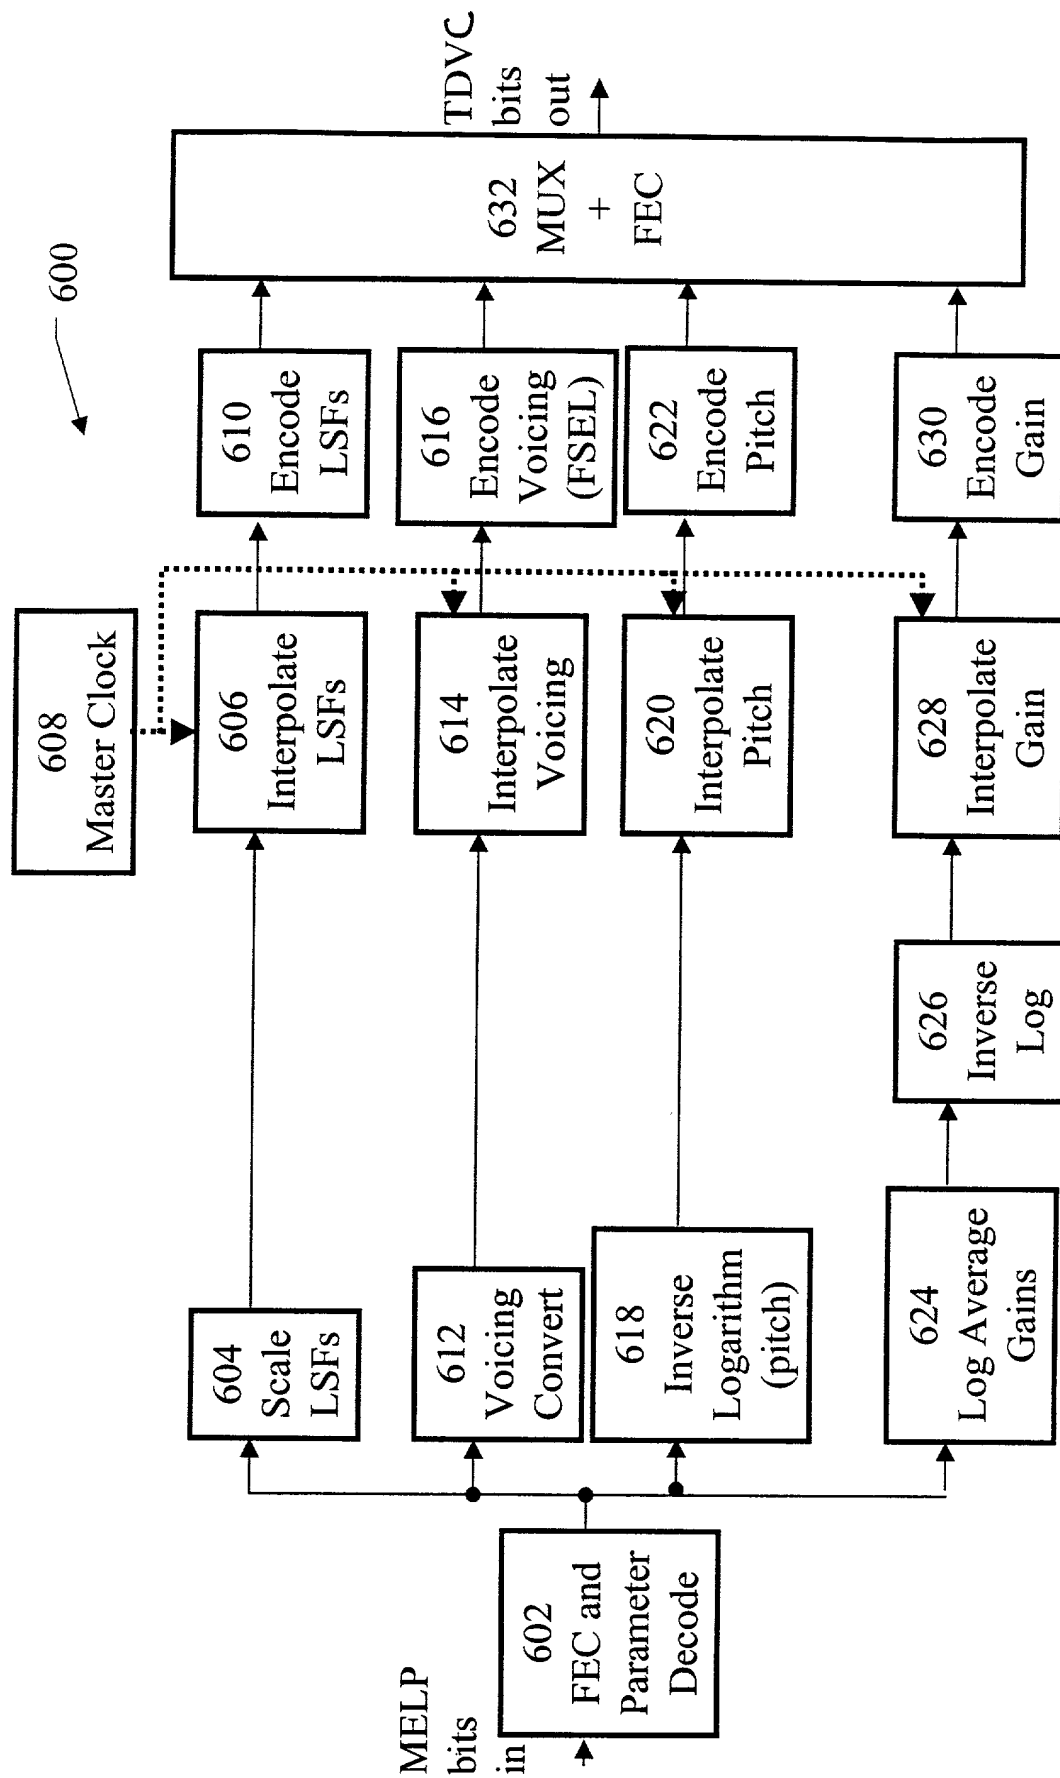 600
608
Master Clock
MELP
bits
in
602
FEC and
Parameter
Decode
604
Scale
LSFs
606
Interpolate
LSFs
610
Encode
LSFs
612
Voicing
Convert
614
Interpolate
Voicing
616
Encode
Voicing
(FSEL)
618
Inverse
Logarithm
(pitch)
620
Interpolate
Pitch
622
Encode
Pitch
624
Log Average
Gains
626
Inverse
Log
628
Interpolate
Gain
630
Encode
Gain
632
MUX
+
FEC
TDVC
bits
out